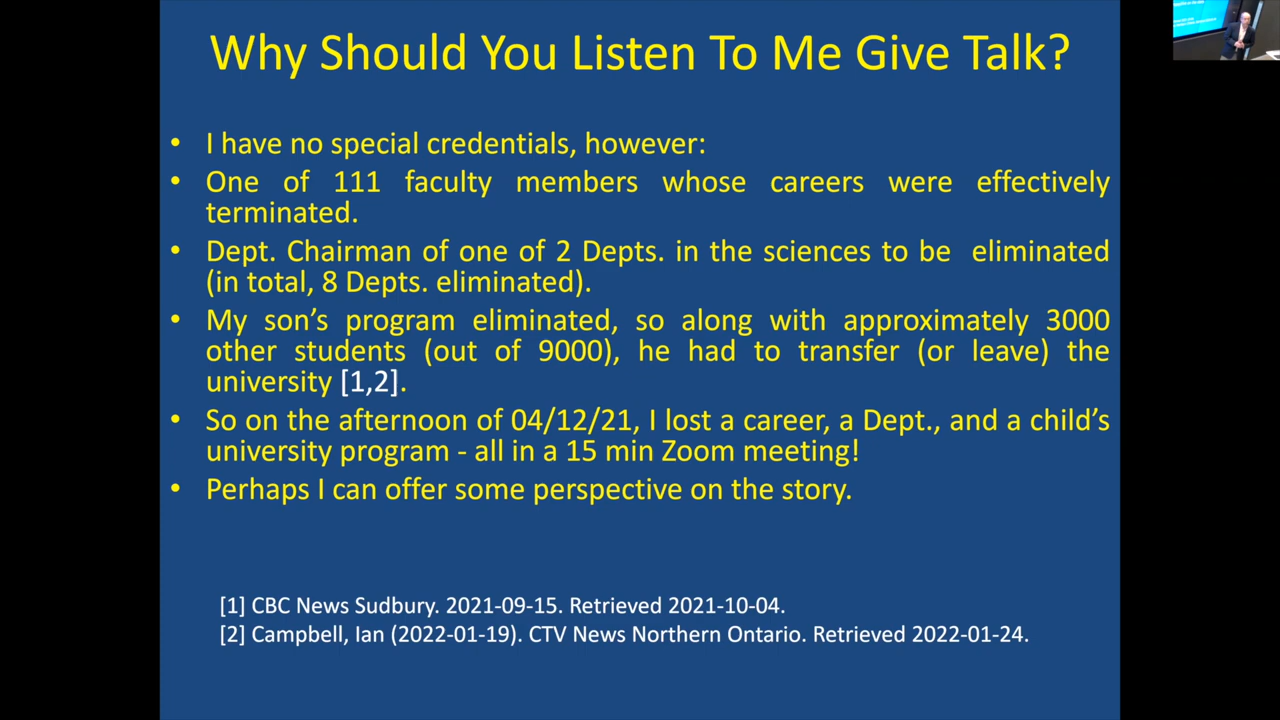 Why Should You Listen To Me Give Talk?
• I have no special credentials, however:
• One of 111 faculty members whose careers were effectively
terminated.
• Dept. Chairman of one of 2 Depts. in the sciences to be eliminated
(in total, 8 Depts. eliminated).
• My son’s program eliminated, so along with approximately 3000
other students (out of 9000), he had to transfer (or leave) the
university [1,2].
• So on the afternoon of 04/12/21, I lost a career, a Dept., and a child’s
university program - all in a 15 min Zoom meeting!
• Perhaps I can offer some perspective on the story.
[1] CBC News Sudbury. 2021-09-15. Retrieved 2021-10-04.
[2] Campbell, Ian (2022-01-19). CTV News Northern Ontario. Retrieved 2022-01-24.